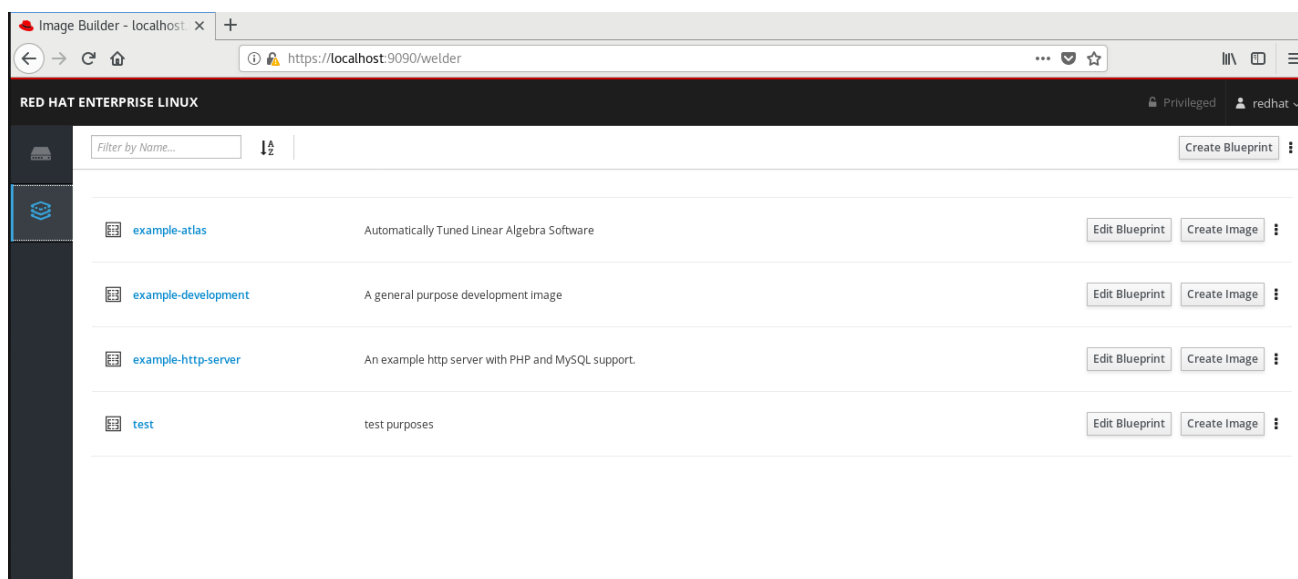 Image Builder - localhost.
https://localhost:9090/welder
RED HAT ENTERPRISE LINUX
Privileged redhat
Filter by Name...
Create Blueprint
example-atlas Automatically Tuned Linear Algebra Software Edit Blueprint Create Image
example-development A general purpose development image Edit Blueprint Create Image
example-http-server An example http server with PHP and MySQL support. Edit Blueprint Create Image
test test purposes Edit Blueprint Create Image